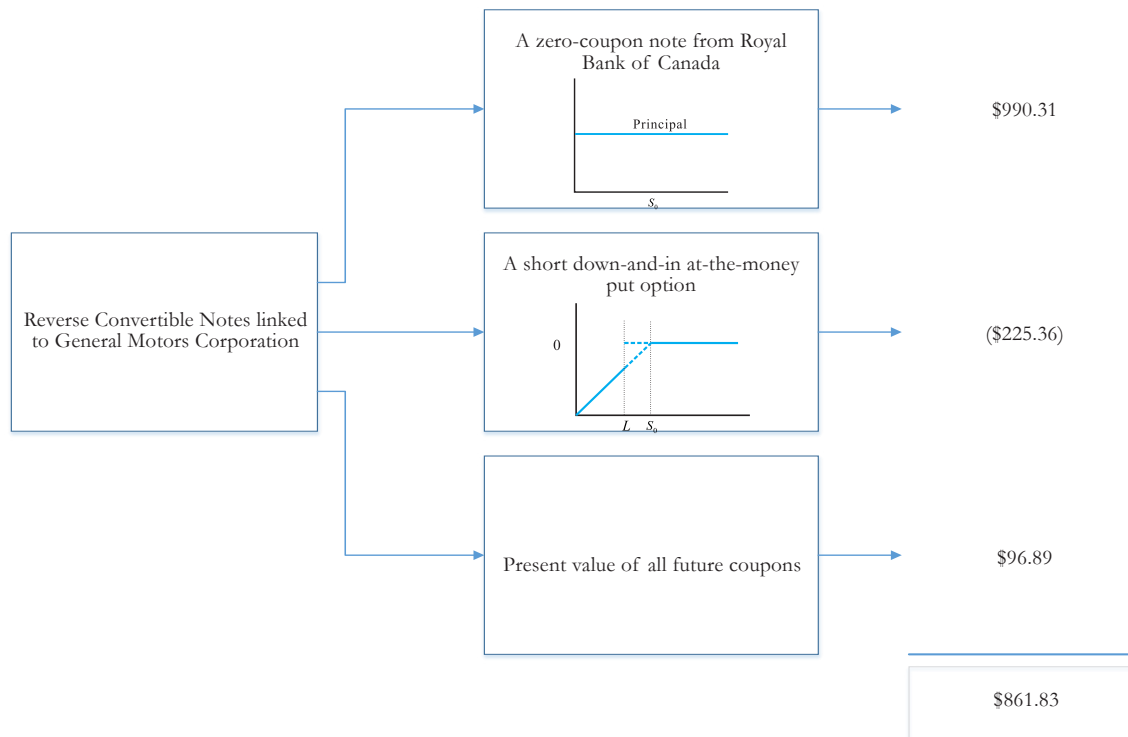 A zero-coupon note from Royal
Bank of Canada
Principal
S₀
$990.31
Reverse Convertible Notes linked
to General Motors Corporation
A short down-and-in at-the-money
put option
0
L S₀
($225.36)
Present value of all future coupons
$96.89
$861.83